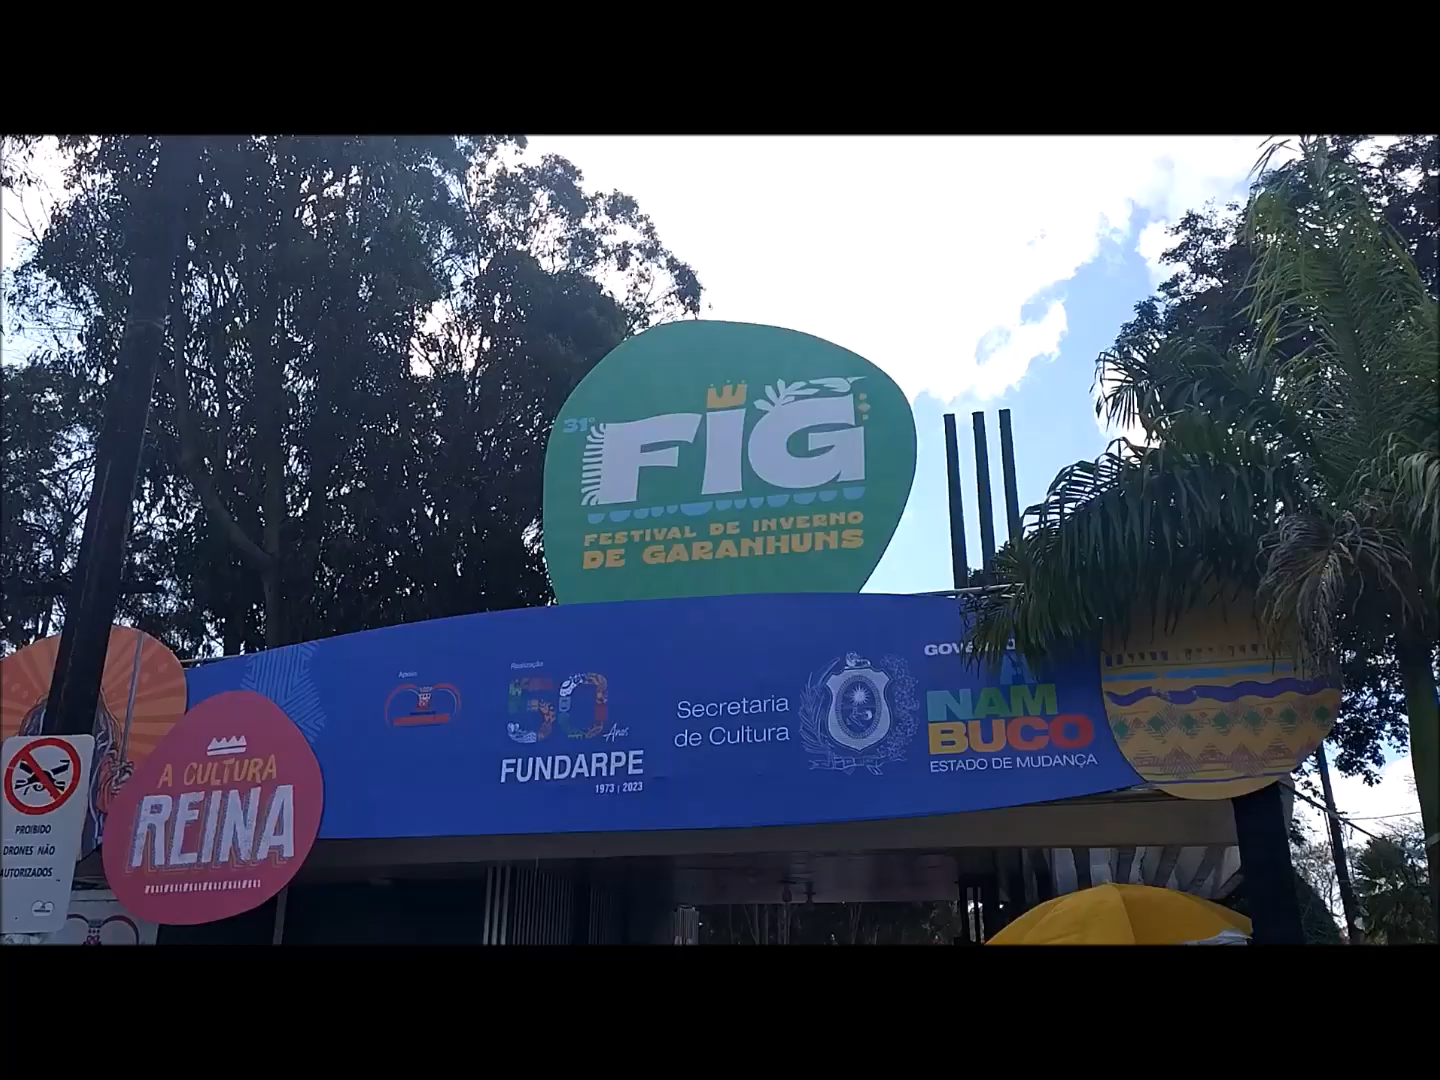 31º
FIG
FESTIVAL DE INVERNO
DE GARANHUNS
Apoio
Realização
50
Anos
FUNDARPE
1973 | 2023
Secretaria
de Cultura
NAM
BUCO
ESTADO DE MUDANÇA
A CULTURA
REINA
PROIBIDO
DRONES NÃO
AUTORIZADOS